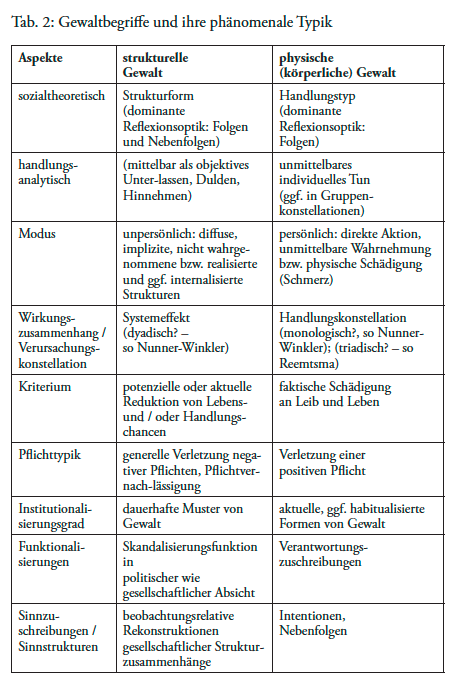 Tab. 2: Gewaltbegriffe und ihre phänomenale Typik
Aspekte
strukturelle
Gewalt
physische
(körperliche) Gewalt
sozialtheoretisch
Strukturform
(dominante
Reflexionsoptik: Folgen
und Nebenfolgen)
Handlungstyp
(dominante
Reflexionsoptik:
Folgen)
handlungs-
analytisch
(mittelbar als objektives
Unter-lassen, Dulden,
Hinnehmen)
unmittelbares
individuelles Tun
(ggf. in Gruppen-
konstellationen)
Modus
unpersönlich: diffuse,
implizite, nicht wahrge-
nommene bzw. realisierte
und ggf. internalisierte
Strukturen
persönlich: direkte Aktion,
unmittelbare Wahrnehmung
bzw. physische Schädigung
(Schmerz)
Wirkungs-
zusammenhang /
Verursachungs-
konstellation
Systemeffekt
(dyadisch? –
so Nunner-Winkler)
Handlungskonstellation
(monologisch?, so Nunner-
Winkler); (triadisch? – so
Reemtsma)
Kriterium
potenzielle oder aktuelle
Reduktion von Lebens-
und / oder Handlungs-
chancen
faktische Schädigung
an Leib und Leben
Pflichttypik
generelle Verletzung nega-
tiver Pflichten, Pflichtver-
nach-lässigung
Verletzung einer
positiven Pflicht
Institutionali-
sierungsgrad
dauerhafte Muster von
Gewalt
aktuelle, ggf. habitualisierte
Formen von Gewalt
Funktionali-
sierungen
Skandalisierungsfunktion
in
politischer wie
gesellschaftlicher Absicht
Verantwortungs-
zuschreibungen
Sinnzu-
schreibungen /
Sinnstrukturen
beobachtungsrelative
Rekonstruktionen
gesellschaftlicher Struktur-
zusammenhänge
Intentionen,
Nebenfolgen